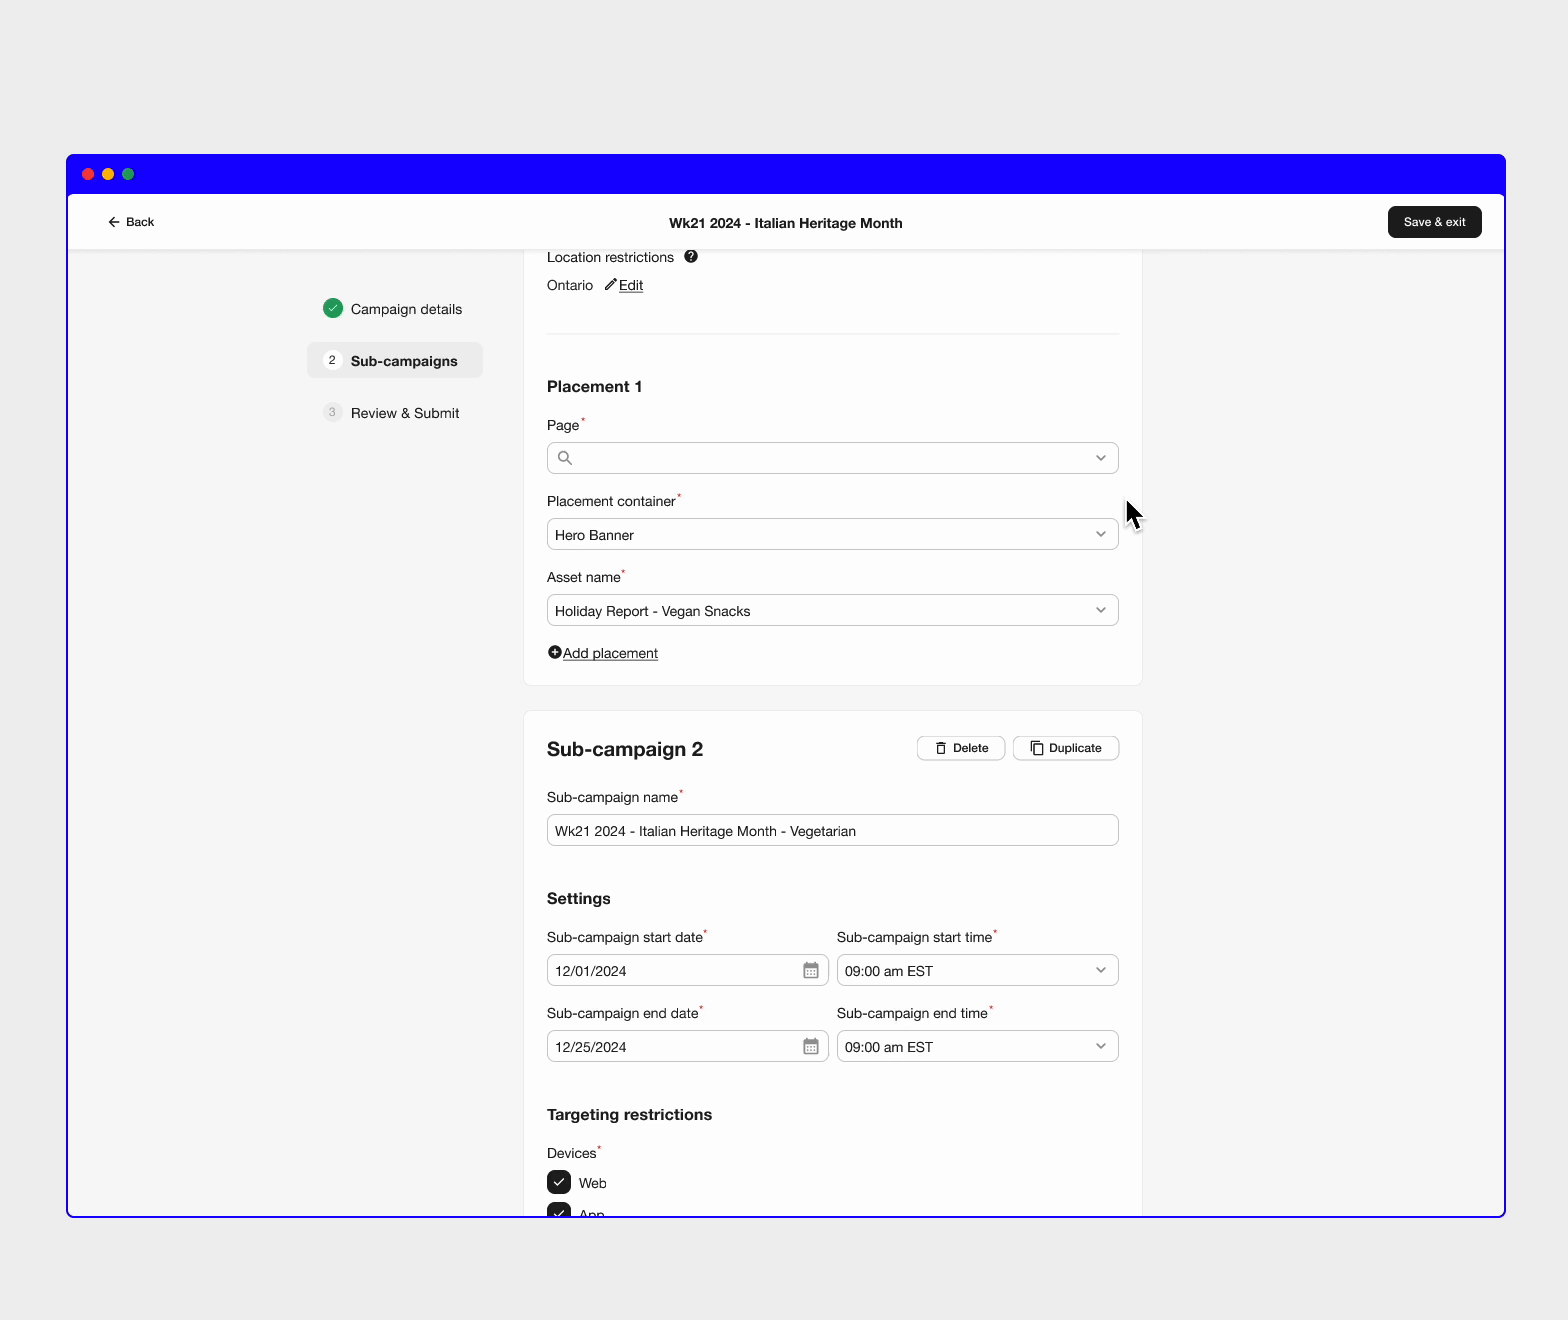 Back
Wk21 2024 - Italian Heritage Month
Save & exit
Location restrictions ?
Ontario Edit
Campaign details
2 Sub-campaigns
3 Review & Submit
Placement 1
Page*
Placement container*
Hero Banner
Asset name*
Holiday Report - Vegan Snacks
Add placement
Sub-campaign 2
Delete
Duplicate
Sub-campaign name*
Wk21 2024 - Italian Heritage Month - Vegetarian
Settings
Sub-campaign start date* Sub-campaign start time*
12/01/2024 09:00 am EST
Sub-campaign end date* Sub-campaign end time*
12/25/2024 09:00 am EST
Targeting restrictions
Devices*
Web
App